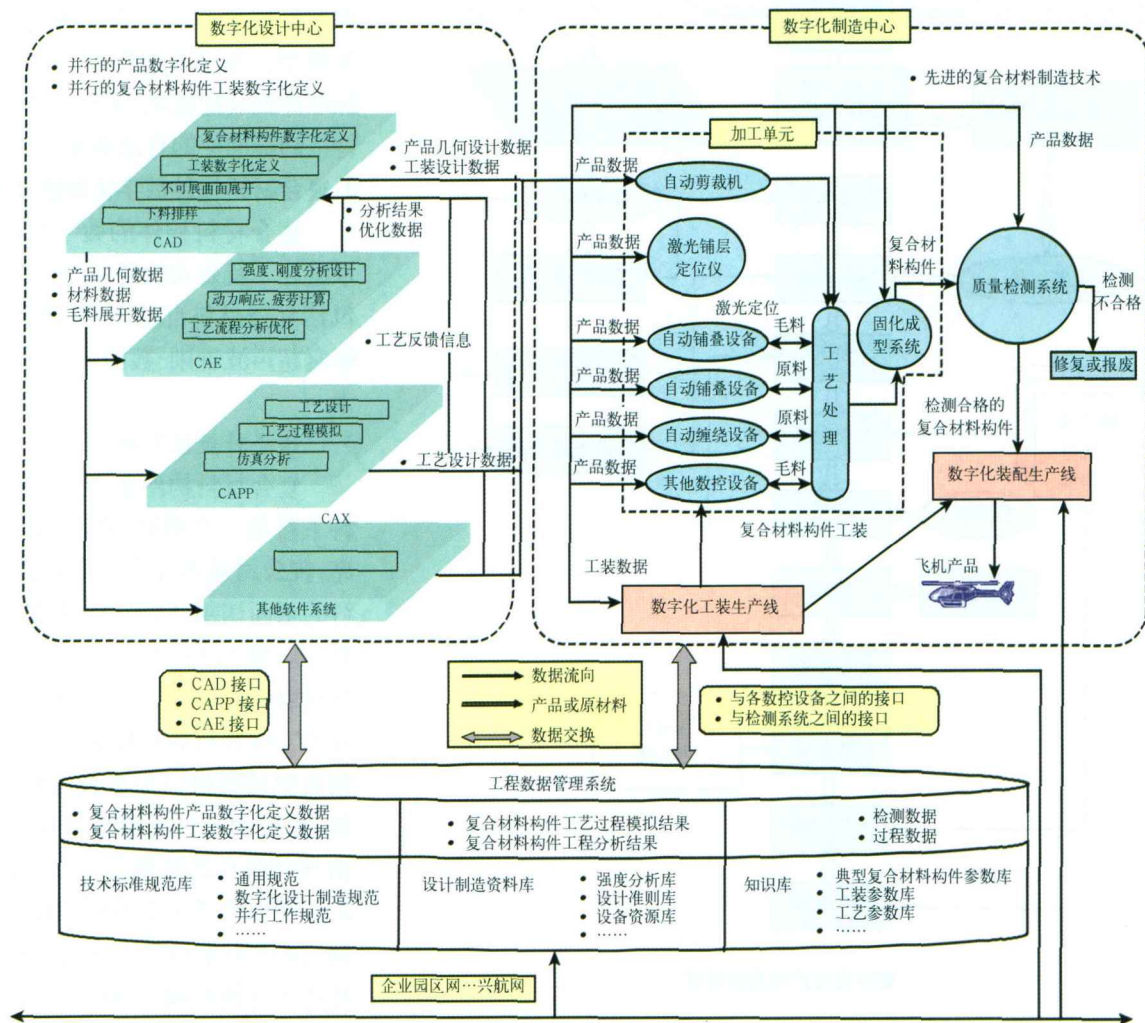 数字化设计中心
• 并行的产品数字化定义
• 并行的复合材料构件工装数字化定义
复合材料构件数字化定义
工装数字化定义
不可展曲面展开
下料排样
CAD
• 产品几何设计数据
• 工装设计数据
• 分析结果
• 优化数据
• 产品几何数据
• 材料数据
• 毛料展开数据
强度、刚度分析设计
动力响应、疲劳计算
工艺流程分析优化
CAE
• 工艺反馈信息
工艺设计
工艺过程模拟
仿真分析
CAPP
• 工艺设计数据
CAX
其他软件系统
数字化制造中心
• 先进的复合材料制造技术
加工单元
产品数据
产品数据
自动剪裁机
产品数据
激光铺层
定位仪
复合材
料构件
质量检测系统
检测
不合格
激光定位
产品数据
自动铺叠设备
毛料
工艺处理
固化成
型系统
修复或报废
产品数据
自动铺叠设备
原料
产品数据
自动缠绕设备
原料
检测合格的
复合材料构件
产品数据
其他数控设备
毛料
数字化装配生产线
复合材料构件工装
工装数据
数字化工装生产线
飞机产品
• CAD 接口
• CAPP 接口
• CAE 接口
数据流向
产品或原材料
数据交换
• 与各数控设备之间的接口
• 与检测系统之间的接口
工程数据管理系统
• 复合材料构件产品数字化定义数据
• 复合材料构件工装数字化定义数据
• 复合材料构件工艺过程模拟结果
• 复合材料构件工程分析结果
• 检测数据
• 过程数据
技术标准规范库
• 通用规范
• 数字化设计制造规范
• 并行工作规范
• ……
设计制造资料库
• 强度分析库
• 设计准则库
• 设备资源库
• ……
知识库
• 典型复合材料构件参数库
• 工装参数库
• 工艺参数库
• ……
企业园区网…兴航网